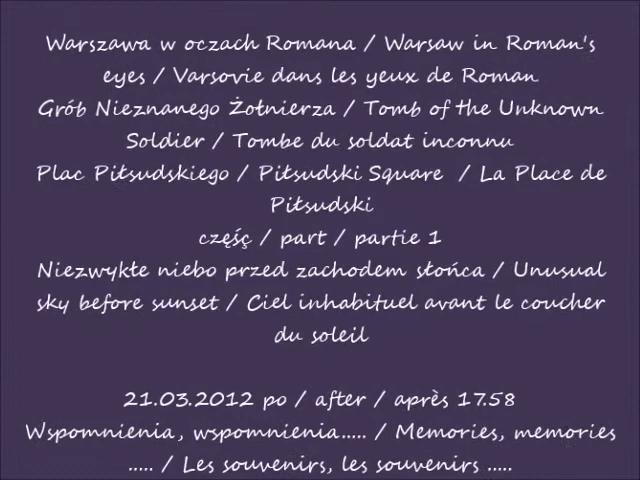 Warszawa w oczach Romana / Warsaw in Roman's
eyes / Varsovie dans les yeux de Roman
Grób Nieznanego Żołnierza / Tomb of the Unknown
Soldier / Tombe du soldat inconnu
Plac Piłsudskiego / Piłsudski Square / La Place de
Piłsudski
częśç / part / partie 1
Niezwykłe niebo przed zachodem słońca / Unusual
sky before sunset / Ciel inhabituel avant le coucher
du soleil
21.03.2012 po / after / après 17.58
Wspomnienia, wspomnienia..... / Memories, memories
..... / Les souvenirs, les souvenirs .....